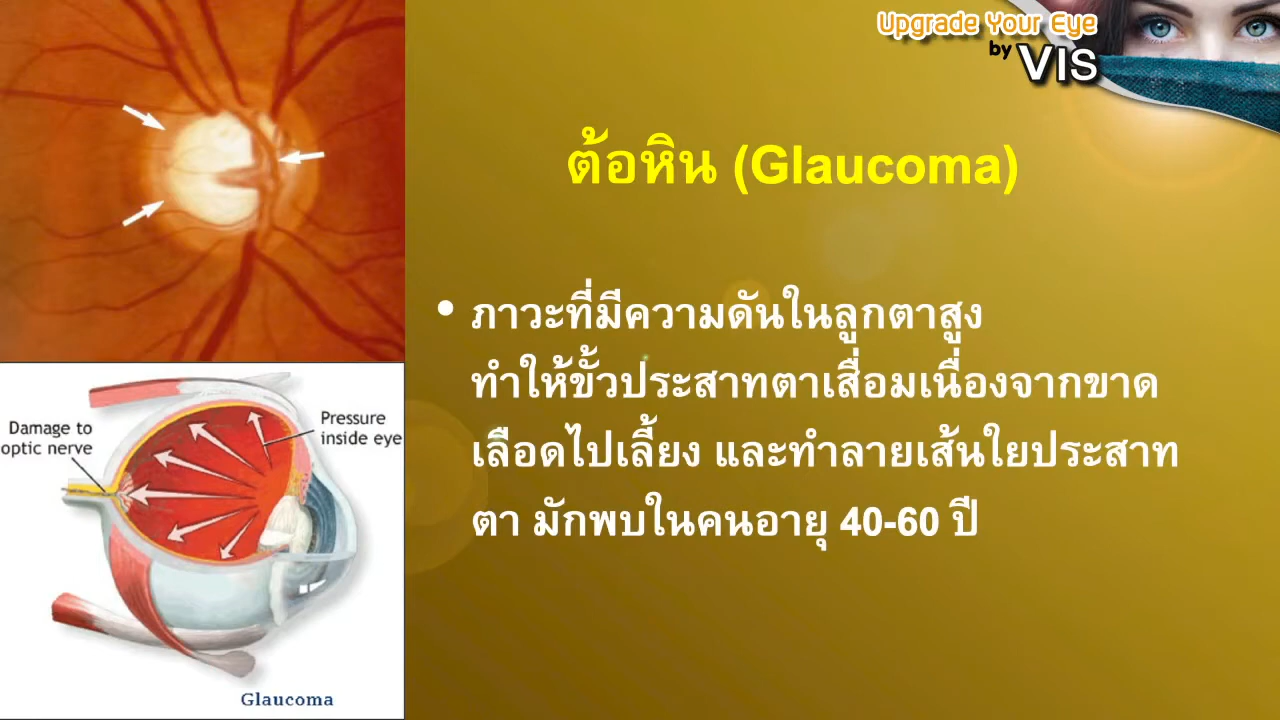 Upgrade Your Eye
by VIS
ต้อหิน (Glaucoma)
• ภาวะที่มีความดันในลูกตาสูง
ทำให้ขั้วประสาทตาเสื่อมเนื่องจากขาด
เลือดไปเลี้ยง และทำลายเส้นใยประสาท
ตา มักพบในคนอายุ 40-60 ปี
Damage to
optic nerve
Pressure
inside eye
Glaucoma